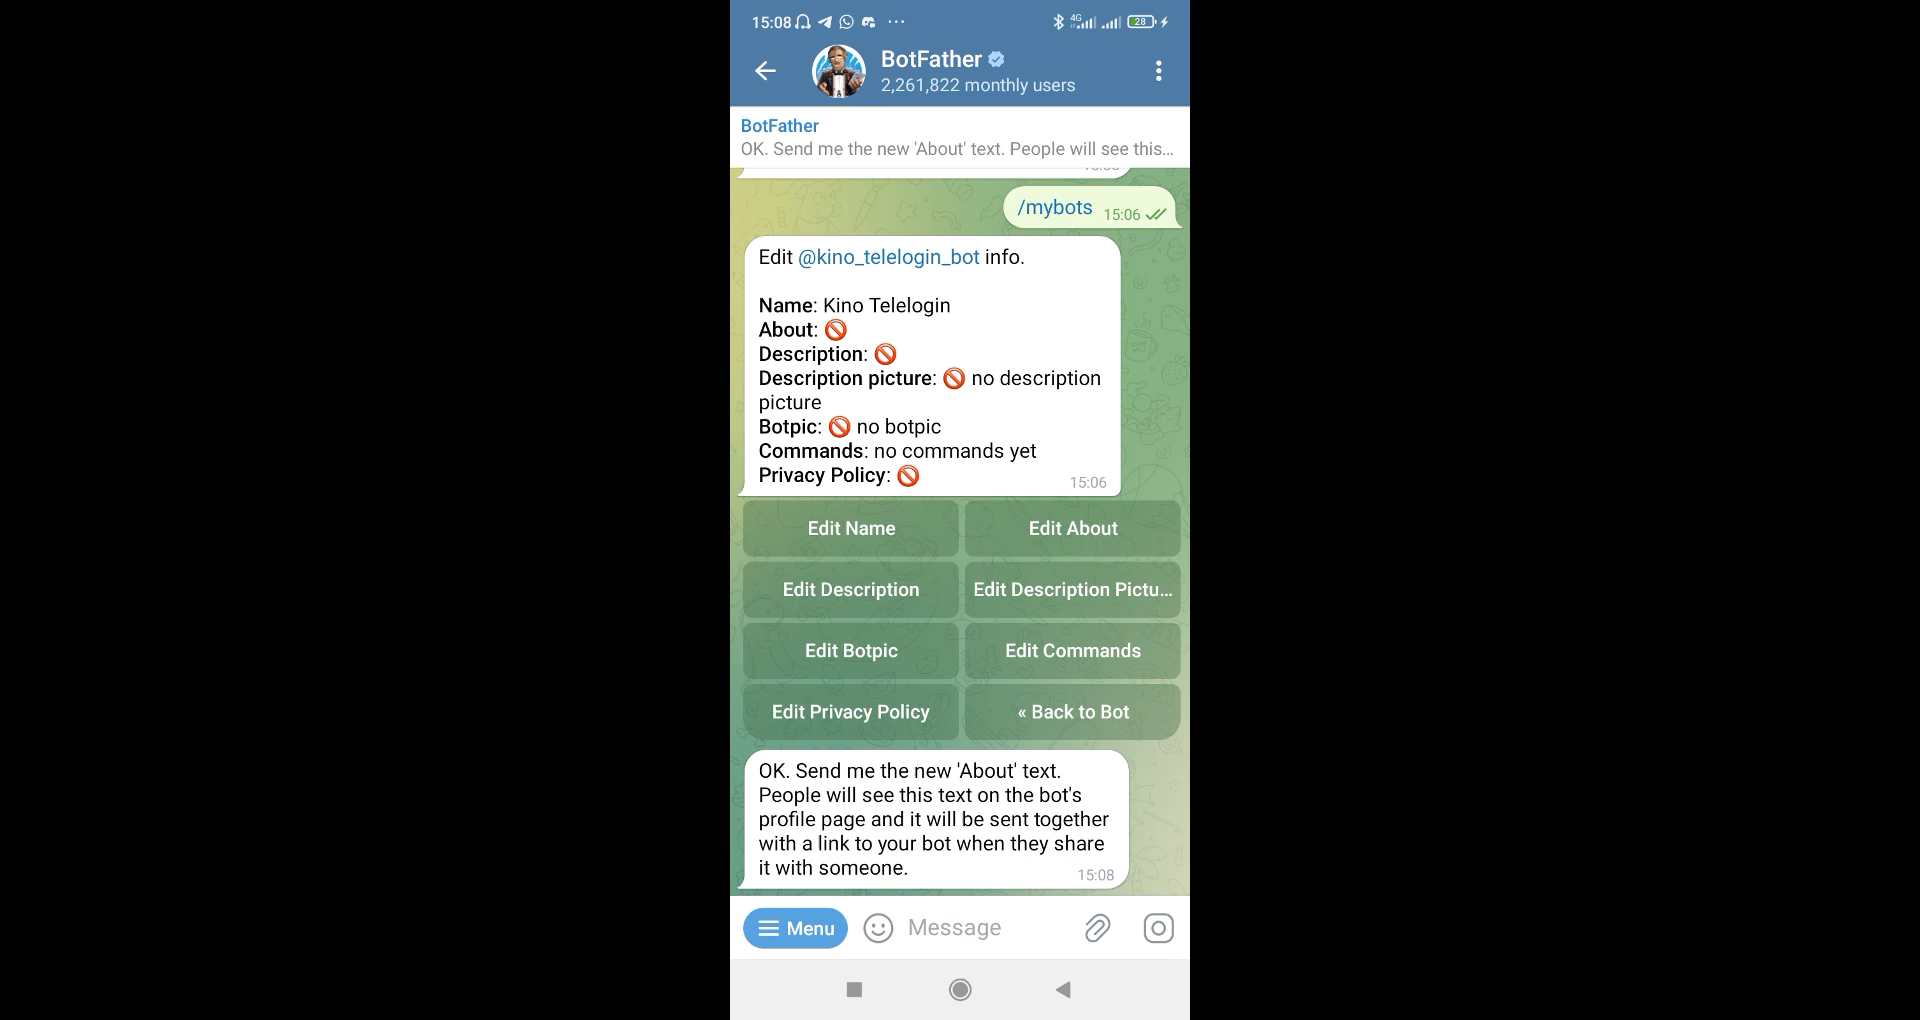 15:08
4G
28
BotFather
2,261,822 monthly users
BotFather
OK. Send me the new 'About' text. People will see this...
/mybots 15:06
Edit @kino_telelogin_bot info.
Name: Kino Telelogin
About: 🚫
Description: 🚫
Description picture: 🚫 no description
picture
Botpic: 🚫 no botpic
Commands: no commands yet
Privacy Policy: 🚫
15:06
Edit Name
Edit About
Edit Description
Edit Description Pictu...
Edit Botpic
Edit Commands
Edit Privacy Policy
« Back to Bot
OK. Send me the new 'About' text.
People will see this text on the bot's
profile page and it will be sent together
with a link to your bot when they share
it with someone.
15:08
Menu
Message